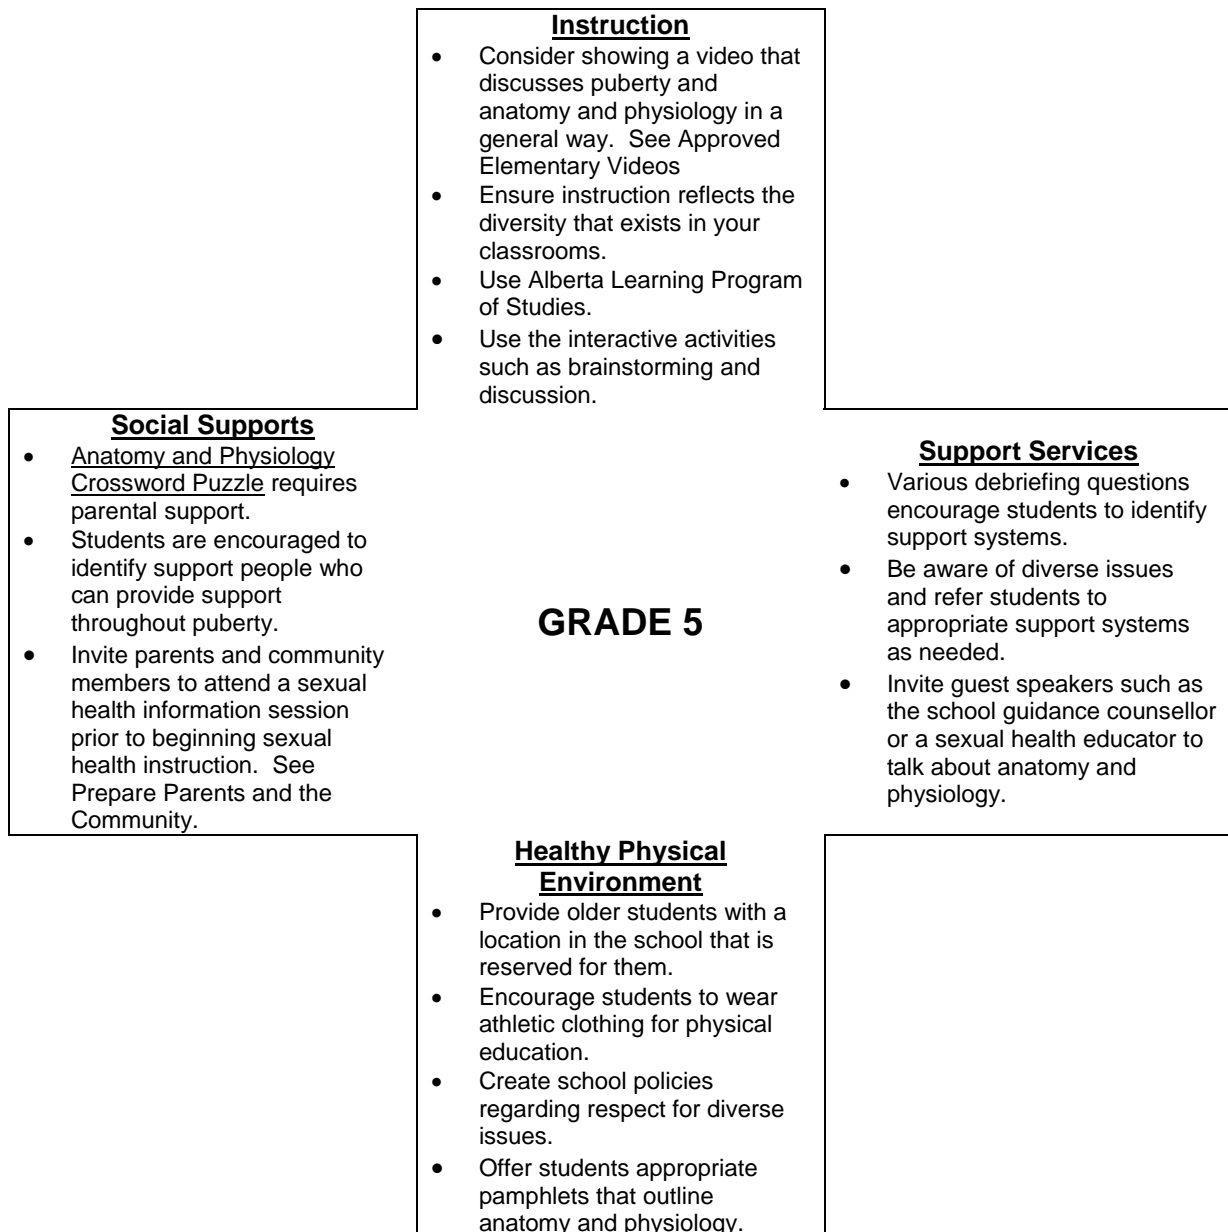 Instruction
• Consider showing a video that
discusses puberty and
anatomy and physiology in a
general way.  See Approved
Elementary Videos
• Ensure instruction reflects the
diversity that exists in your
classrooms.
• Use Alberta Learning Program
of Studies.
• Use the interactive activities
such as brainstorming and
discussion.
Social Supports
• Anatomy and Physiology
Crossword Puzzle requires
parental support.
• Students are encouraged to
identify support people who
can provide support
throughout puberty.
• Invite parents and community
members to attend a sexual
health information session
prior to beginning sexual
health instruction.  See
Prepare Parents and the
Community.
GRADE 5
Support Services
• Various debriefing questions
encourage students to identify
support systems.
• Be aware of diverse issues
and refer students to
appropriate support systems
as needed.
• Invite guest speakers such as
the school guidance counsellor
or a sexual health educator to
talk about anatomy and
physiology.
Healthy Physical
Environment
• Provide older students with a
location in the school that is
reserved for them.
• Encourage students to wear
athletic clothing for physical
education.
• Create school policies
regarding respect for diverse
issues.
• Offer students appropriate
pamphlets that outline
anatomy and physiology.